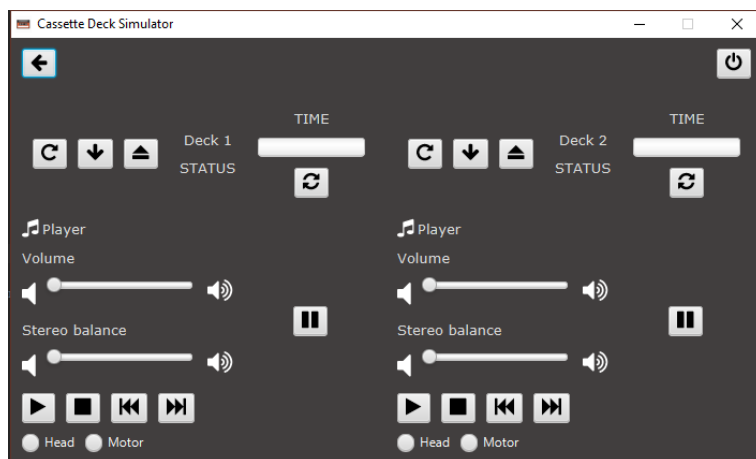 Cassette Deck Simulator
TIME
TIME
Deck 1
Deck 2
STATUS
STATUS
Player
Player
Volume
Volume
Stereo balance
Stereo balance
Head Motor
Head Motor